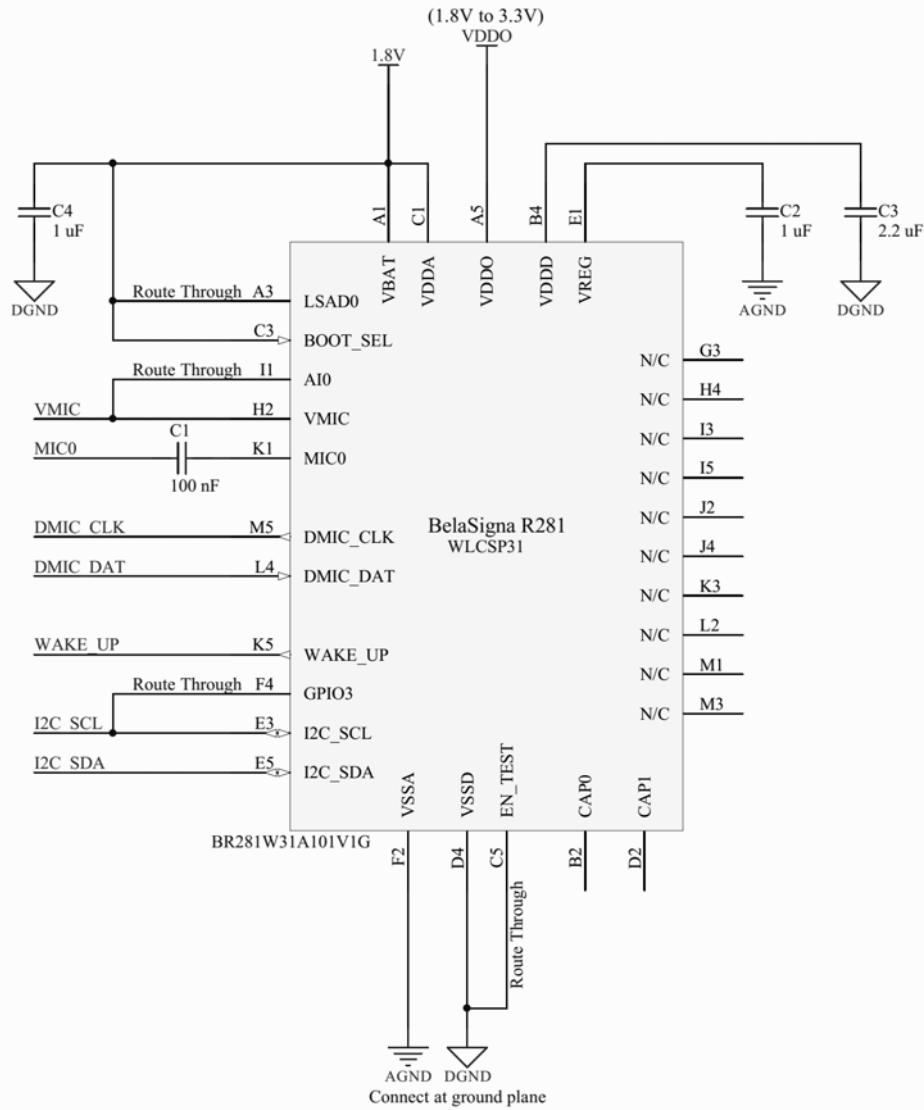 (1.8V to 3.3V)
VDDO
1.8V
C4
1 uF
DGND
A1
C1
A5
B4
E1
C2
1 uF
AGND
C3
2.2 uF
DGND
VBAT
VDDA
VDDO
VDDD
VREG
Route Through A3 LSAD0
C3 BOOT_SEL
Route Through I1 AI0
VMIC H2 VMIC
C1
MIC0 K1 MIC0
100 nF
DMIC_CLK M5 DMIC_CLK
DMIC_DAT L4 DMIC_DAT
WAKE_UP K5 WAKE_UP
Route Through F4 GPIO3
I2C_SCL E3 I2C_SCL
I2C_SDA E5 I2C_SDA
BelaSigna R281
WLCSP31
N/C G3
N/C H4
N/C I3
N/C I5
N/C J2
N/C J4
N/C K3
N/C L2
N/C M1
N/C M3
VSSA
VSSD
EN_TEST
CAP0
CAP1
BR281W31A101V1G
F2
D4
C5
B2
D2
Route Through
AGND
DGND
Connect at ground plane